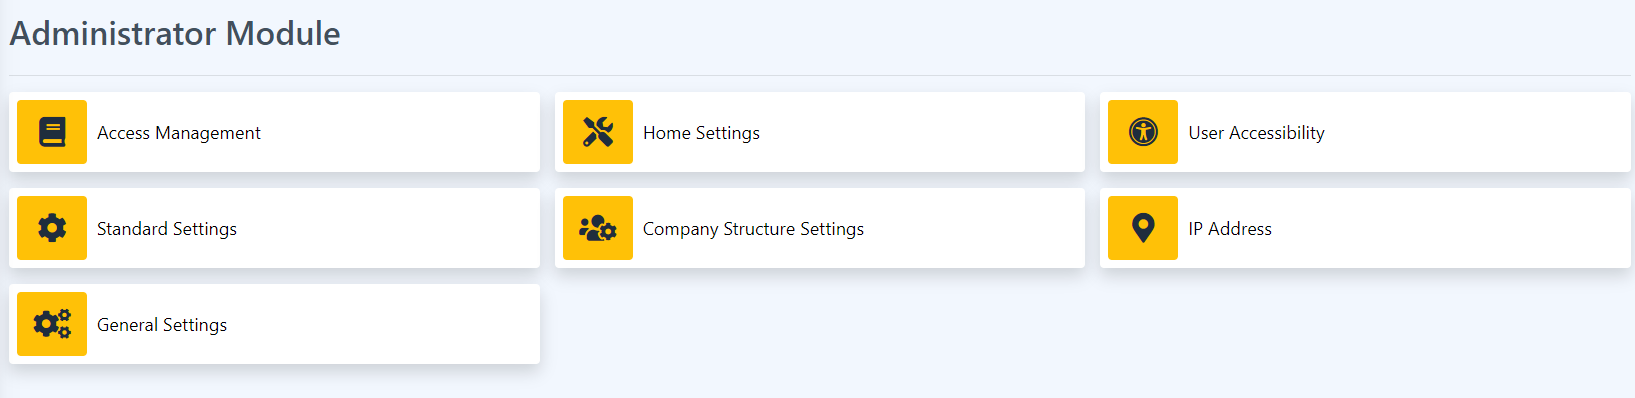 Administrator Module
Access Management
Home Settings
User Accessibility
Standard Settings
Company Structure Settings
IP Address
General Settings